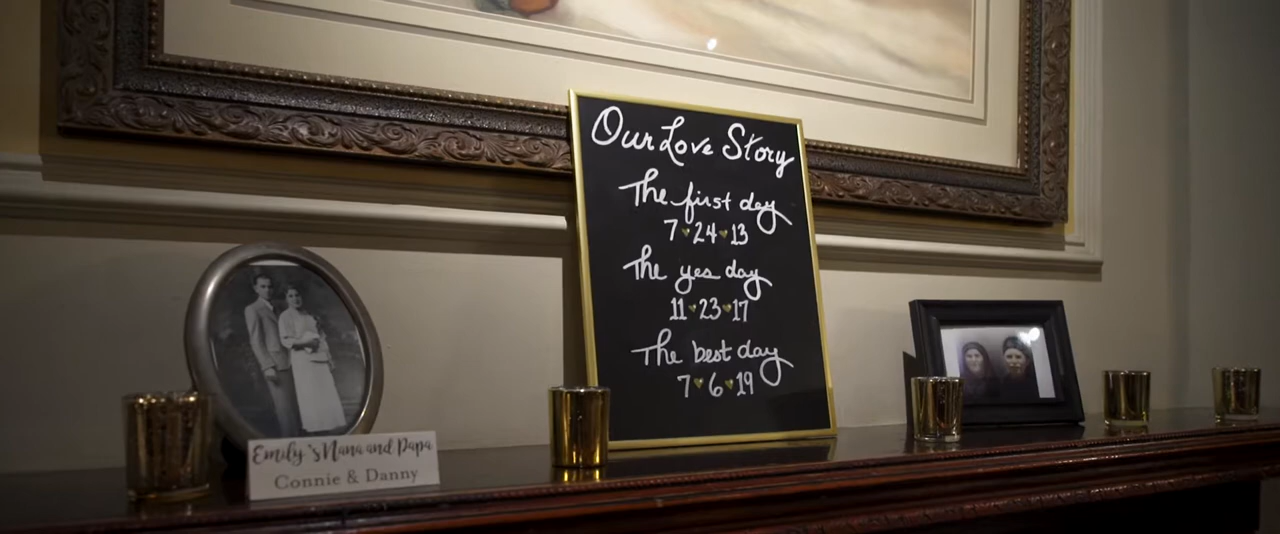 Our Love Story
The first day
7 24 13
The yes day
11 23 17
The best day
7 6 19
Emily's Nana and Papa
Connie & Danny